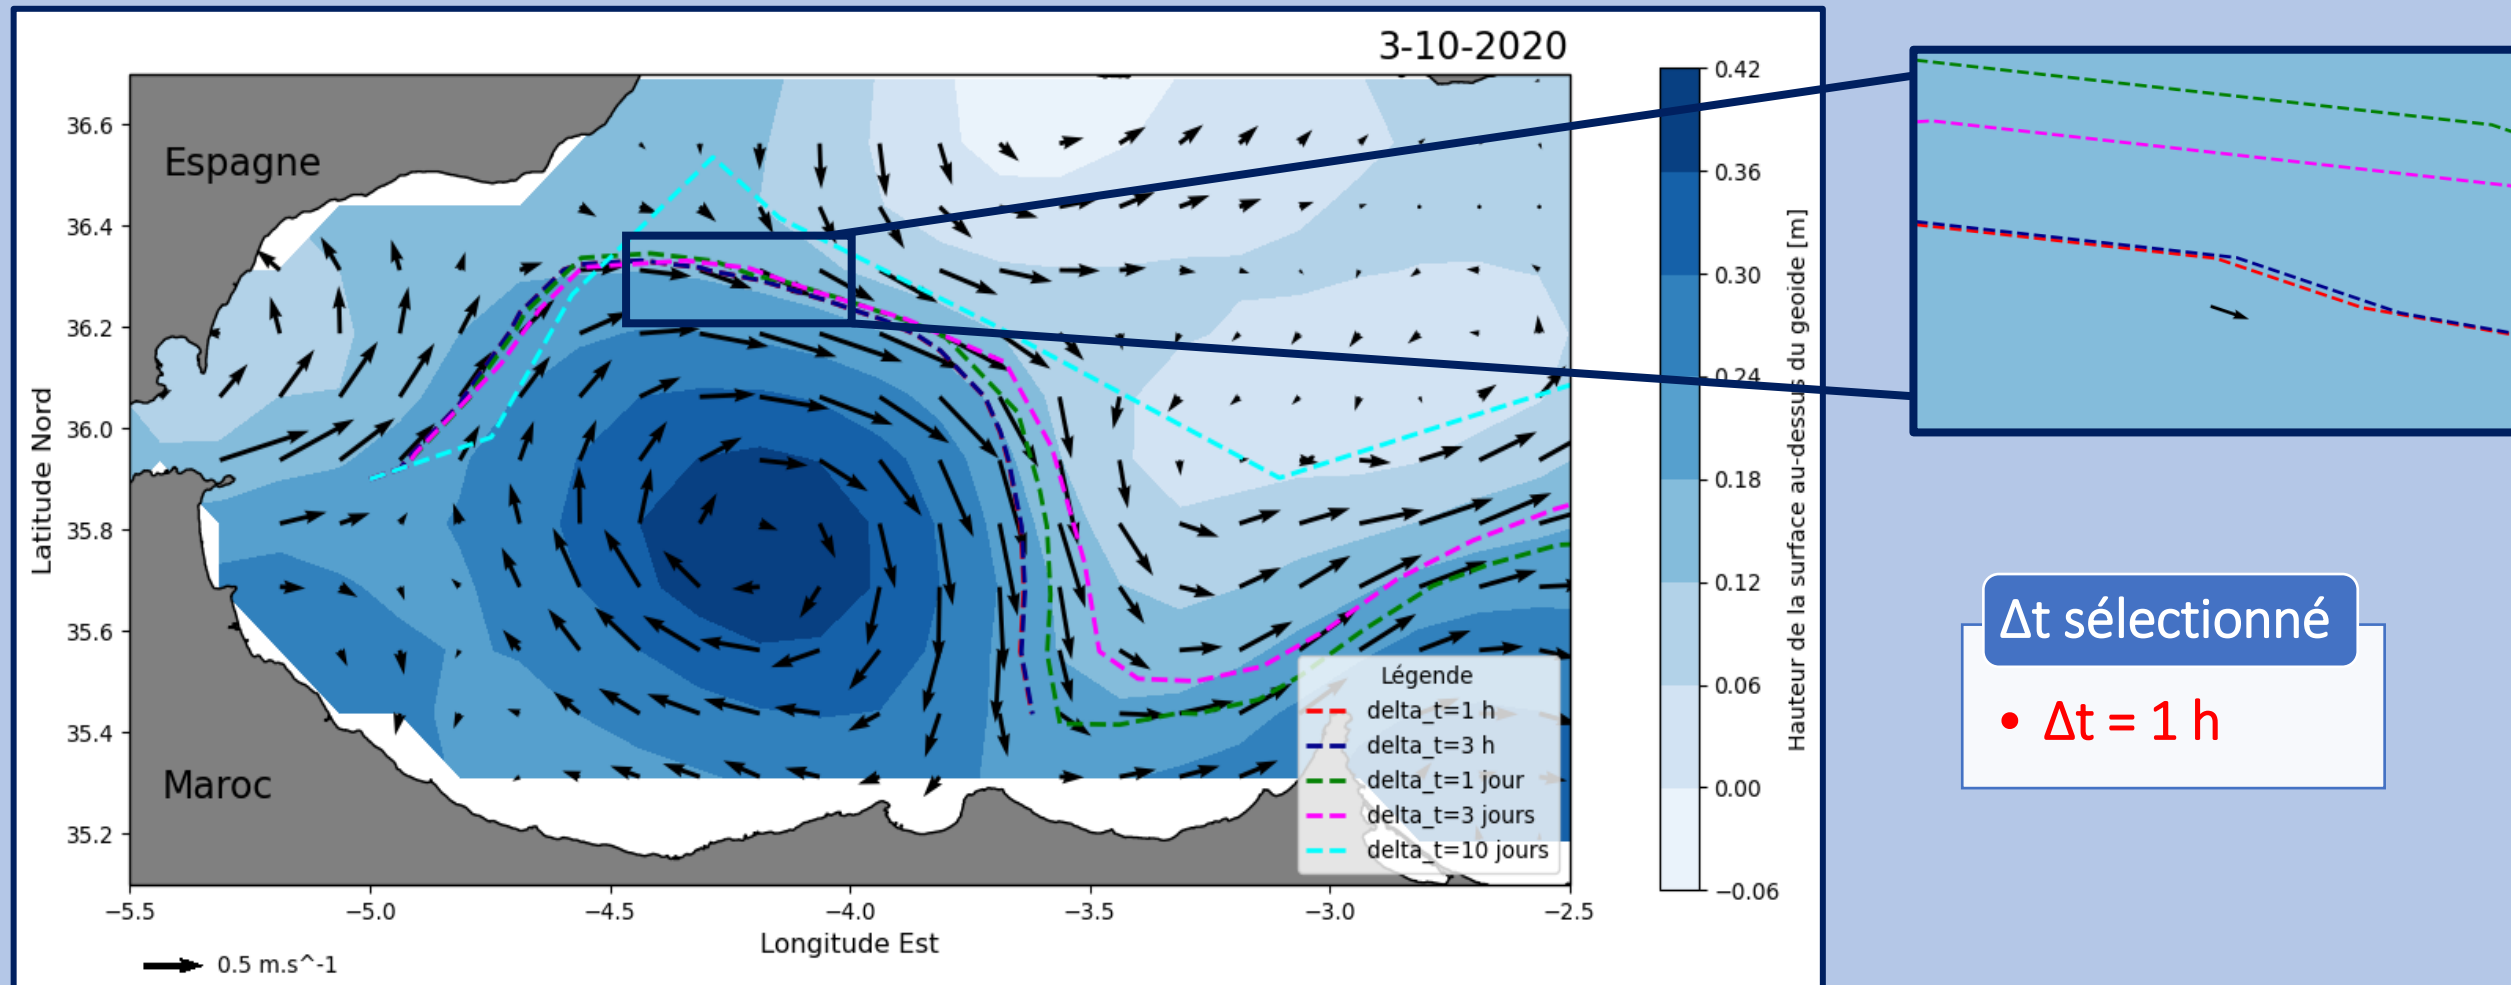 3-10-2020
Espagne
Maroc
Latitude Nord
36.6
36.4
36.2
36.0
35.8
35.6
35.4
35.2
−5.5
−5.0
−4.5
−4.0
−3.5
−3.0
−2.5
Longitude Est
0.5 m.s^-1
Légende
delta_t=1 h
delta_t=3 h
delta_t=1 jour
delta_t=3 jours
delta_t=10 jours
0.42
0.36
0.30
0.24
0.18
0.12
0.06
0.00
−0.06
Hauteur de la surface au-dessus du geoide [m]
Δt sélectionné
• Δt = 1 h